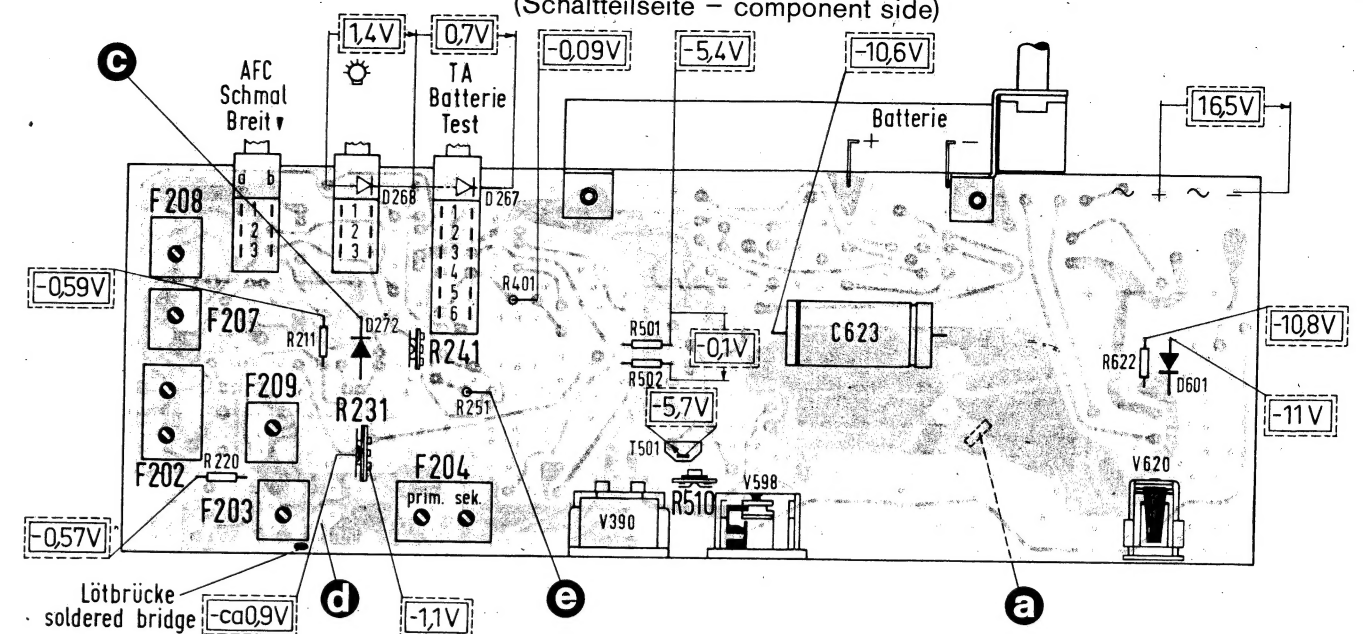 (Schaltteilseite – component side)
1,4V
0,7V
-0,09V
-5,4V
-10,6V
16,5V
c
AFC
Schmal
Breit ▾
TA
Batterie
Test
Batterie
+
−
a b
1
2
3
D268
1
2
3
D267
1
2
3
4
5
6
~ + ~ −
F208
-0,59V
F207
R211
D272
R241
R401
R501
-0,1V
R502
C623
R622
D601
-10,8V
-11V
F209
R231
R251
-5,7V
T501
F202
R220
F203
F204
prim. sek.
V390
R510
V598
V620
-0,57V
Lötbrücke
soldered bridge
-ca0,9V
d
-1,1V
e
a